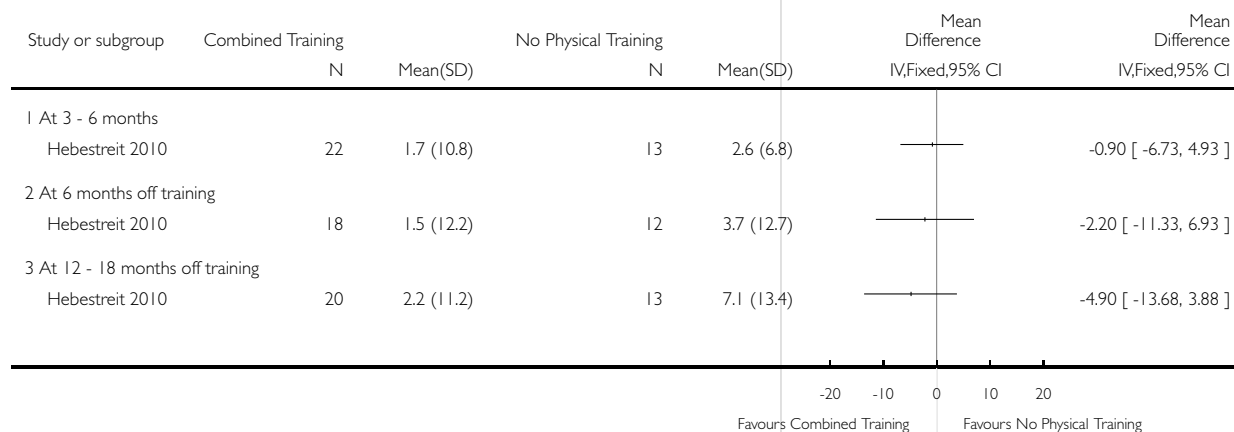 Mean Mean
Study or subgroup Combined Training No Physical Training Difference Difference
N Mean(SD) N Mean(SD) IV,Fixed,95% CI IV,Fixed,95% CI
1 At 3 - 6 months
Hebestreit 2010 22 1.7 (10.8) 13 2.6 (6.8) -0.90 [ -6.73, 4.93 ]
2 At 6 months off training
Hebestreit 2010 18 1.5 (12.2) 12 3.7 (12.7) -2.20 [ -11.33, 6.93 ]
3 At 12 - 18 months off training
Hebestreit 2010 20 2.2 (11.2) 13 7.1 (13.4) -4.90 [ -13.68, 3.88 ]
-20 -10 0 10 20
Favours Combined Training Favours No Physical Training